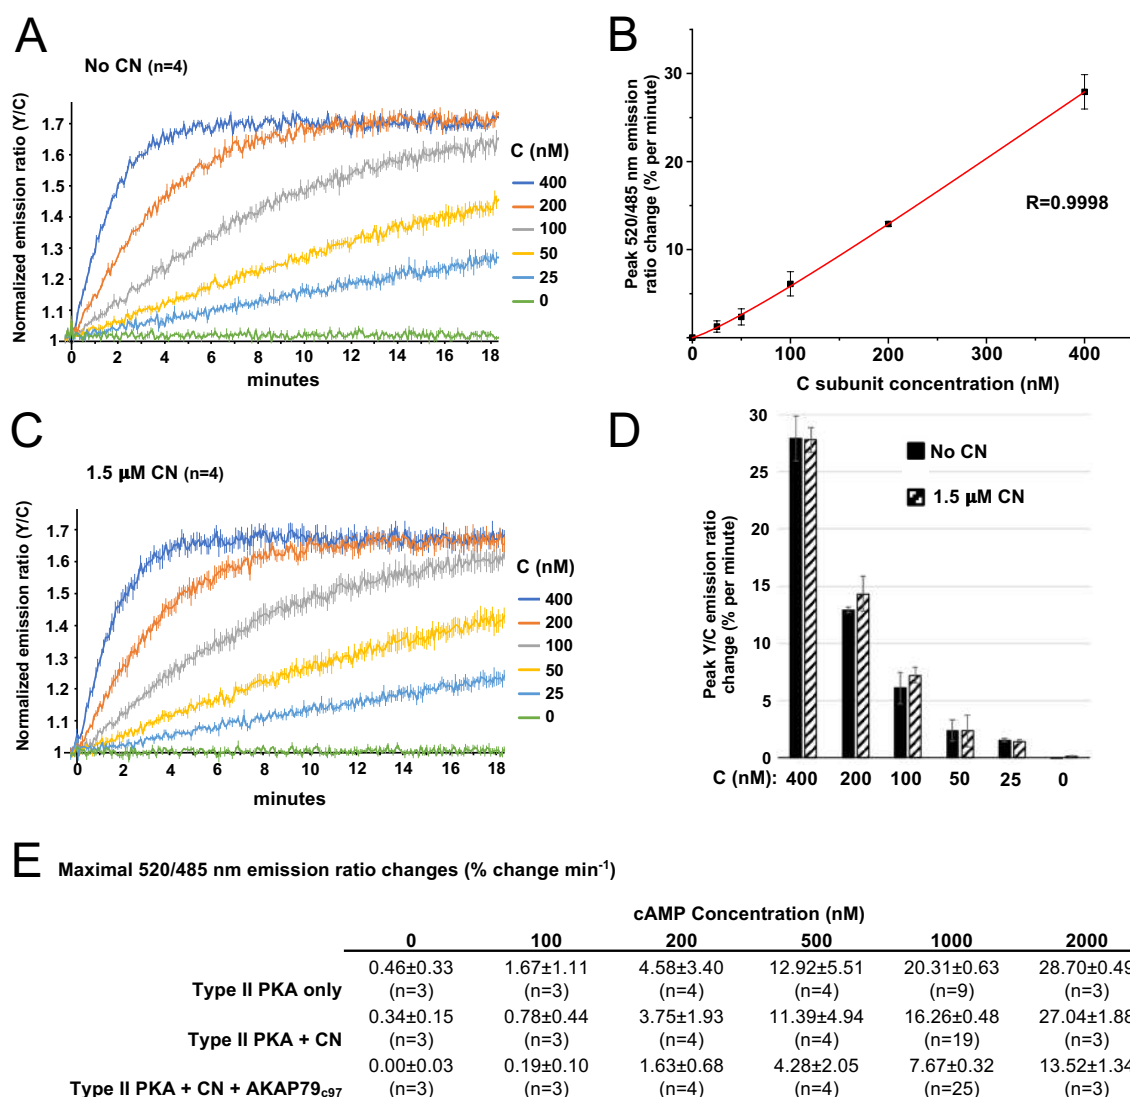 A
No CN (n=4)
Normalized emission ratio (Y/C)
1.7
1.6
1.5
1.4
1.3
1.2
1.1
1
0 2 4 6 8 10 12 14 16 18
minutes
C (nM)
400
200
100
50
25
0
B
Peak 520/485 nm emission
ratio change (% per minute)
30
20
10
R=0.9998
0 100 200 300 400
C subunit concentration (nM)
C
1.5 µM CN (n=4)
Normalized emission ratio (Y/C)
1.7
1.6
1.5
1.4
1.3
1.2
1.1
1
0 2 4 6 8 10 12 14 16 18
minutes
C (nM)
400
200
100
50
25
0
D
Peak Y/C emission ratio
change (% per minute)
30
25
20
15
10
5
0
No CN
1.5 µM CN
C (nM): 400 200 100 50 25 0
E Maximal 520/485 nm emission ratio changes (% change min⁻¹)
cAMP Concentration (nM)
0 100 200 500 1000 2000
0.46±0.33 1.67±1.11 4.58±3.40 12.92±5.51 20.31±0.63 28.70±0.49
Type II PKA only (n=3) (n=3) (n=4) (n=4) (n=9) (n=3)
0.34±0.15 0.78±0.44 3.75±1.93 11.39±4.94 16.26±0.48 27.04±1.88
Type II PKA + CN (n=3) (n=3) (n=4) (n=4) (n=19) (n=3)
0.00±0.03 0.19±0.10 1.63±0.68 4.28±2.05 7.67±0.32 13.52±1.34
Type II PKA + CN + AKAP79c97 (n=3) (n=3) (n=4) (n=4) (n=25) (n=3)